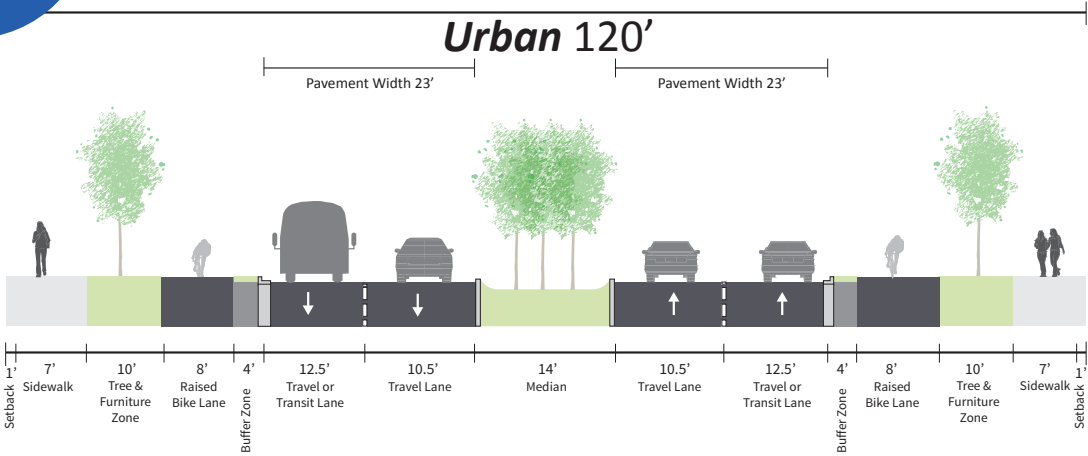 Urban 120’
Pavement Width 23’
Pavement Width 23’
Setback
1’
7’
Sidewalk
10’
Tree &
Furniture
Zone
8’
Raised
Bike Lane
4’
Buffer Zone
12.5’
Travel or
Transit Lane
10.5’
Travel Lane
14’
Median
10.5’
Travel Lane
12.5’
Travel or
Transit Lane
4’
Buffer Zone
8’
Raised
Bike Lane
10’
Tree &
Furniture
Zone
7’
Sidewalk
1’
Setback